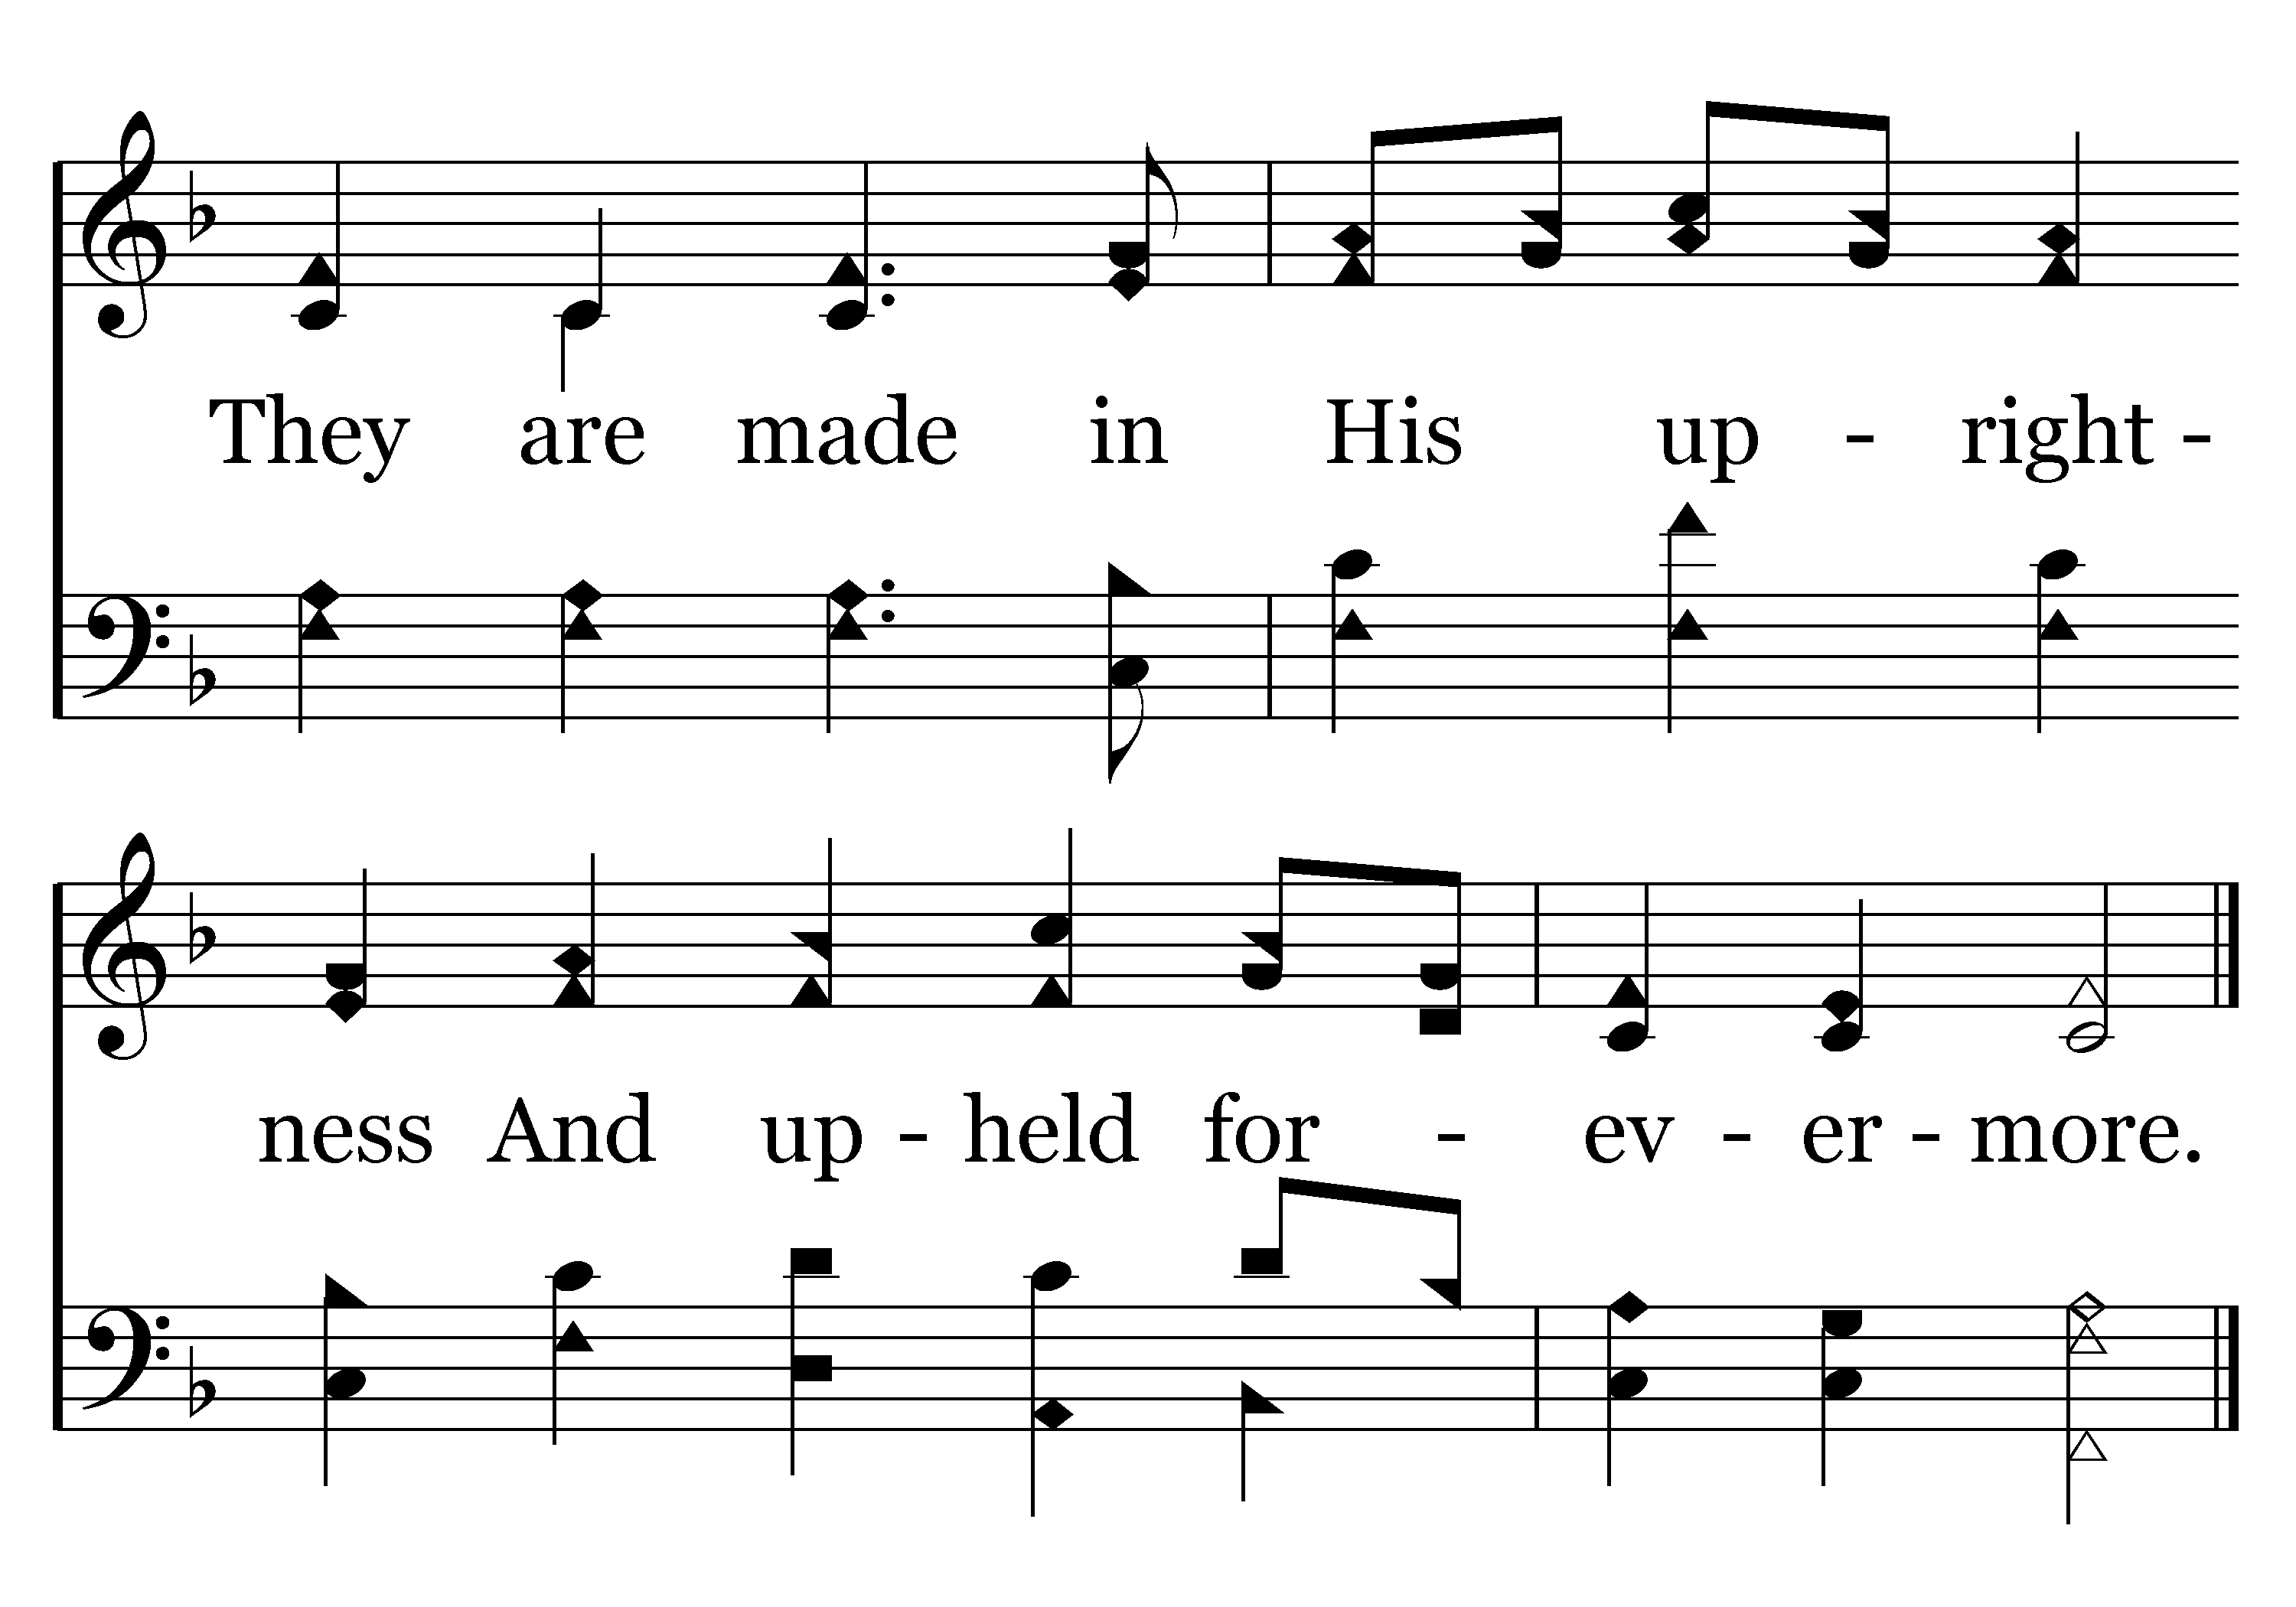 They are made in His up - right -
ness And up - held for - ev - er - more.